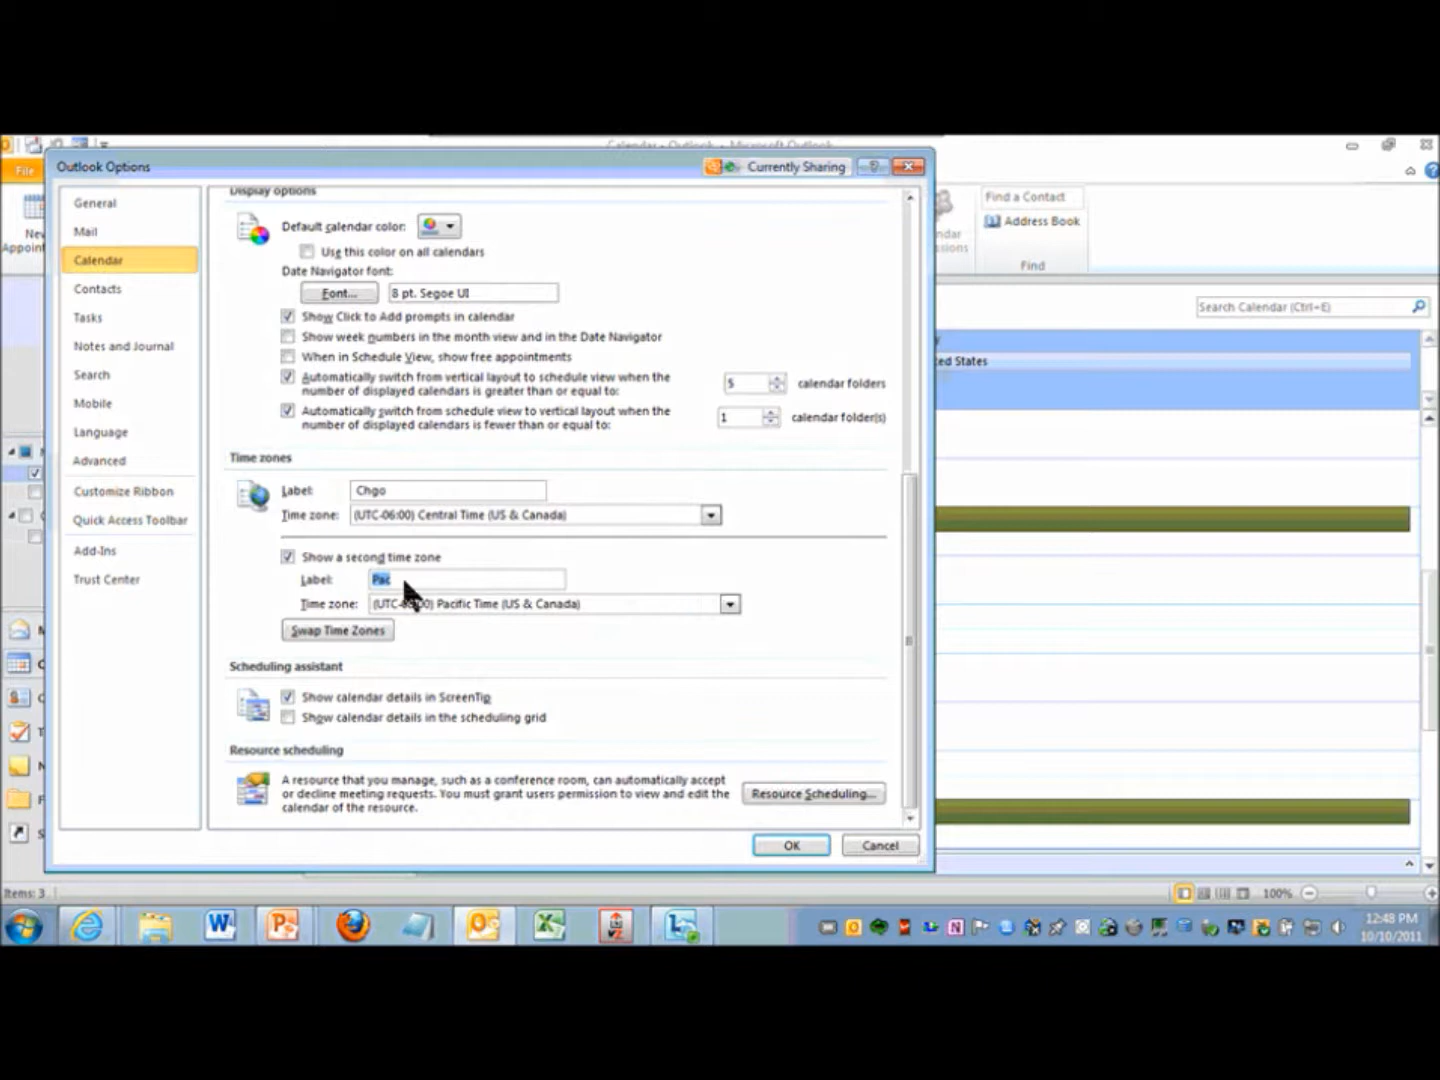 Calendar - Outlook - Microsoft Outlook
Outlook Options
Currently Sharing
File
New
Appoin
General
Mail
Calendar
Contacts
Tasks
Notes and Journal
Search
Mobile
Language
Advanced
Customize Ribbon
Quick Access Toolbar
Add-Ins
Trust Center
Display options
Default calendar color:
Use this color on all calendars
Date Navigator font:
Font... 8 pt. Segoe UI
Show Click to Add prompts in calendar
Show week numbers in the month view and in the Date Navigator
When in Schedule View, show free appointments
Automatically switch from vertical layout to schedule view when the
number of displayed calendars is greater than or equal to:
5 calendar folders
Automatically switch from schedule view to vertical layout when the
number of displayed calendars is fewer than or equal to:
1 calendar folder(s)
Time zones
Label: Chgo
Time zone: (UTC-06:00) Central Time (US & Canada)
Show a second time zone
Label: Pac
Time zone: (UTC- 00) Pacific Time (US & Canada)
Swap Time Zones
Scheduling assistant
Show calendar details in ScreenTip
Show calendar details in the scheduling grid
Resource scheduling
A resource that you manage, such as a conference room, can automatically accept
or decline meeting requests. You must grant users permission to view and edit the
calendar of the resource.
Resource Scheduling...
OK Cancel
ndar
ssions
Find a Contact
Address Book
Find
Search Calendar (Ctrl+E)
ed States
Items: 3
100%
12:48 PM
10/10/2011